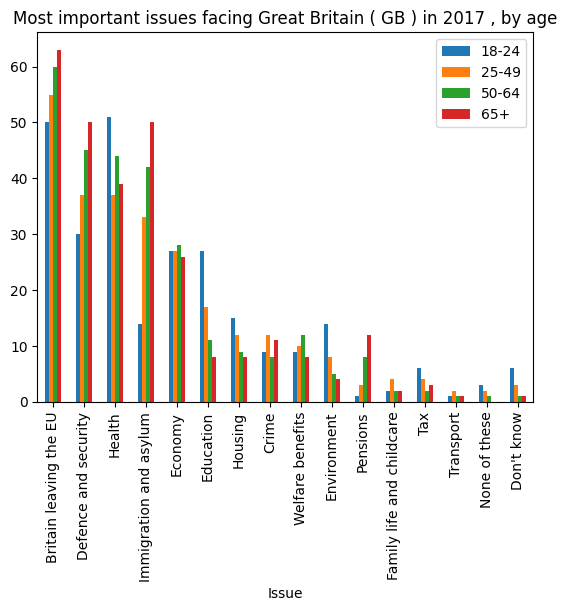 Most important issues facing Great Britain ( GB ) in 2017 , by age
18-24
25-49
50-64
65+
60
50
40
30
20
10
0
Britain leaving the EU
Defence and security
Health
Immigration and asylum
Economy
Education
Housing
Crime
Welfare benefits
Environment
Pensions
Family life and childcare
Tax
Transport
None of these
Don't know
Issue